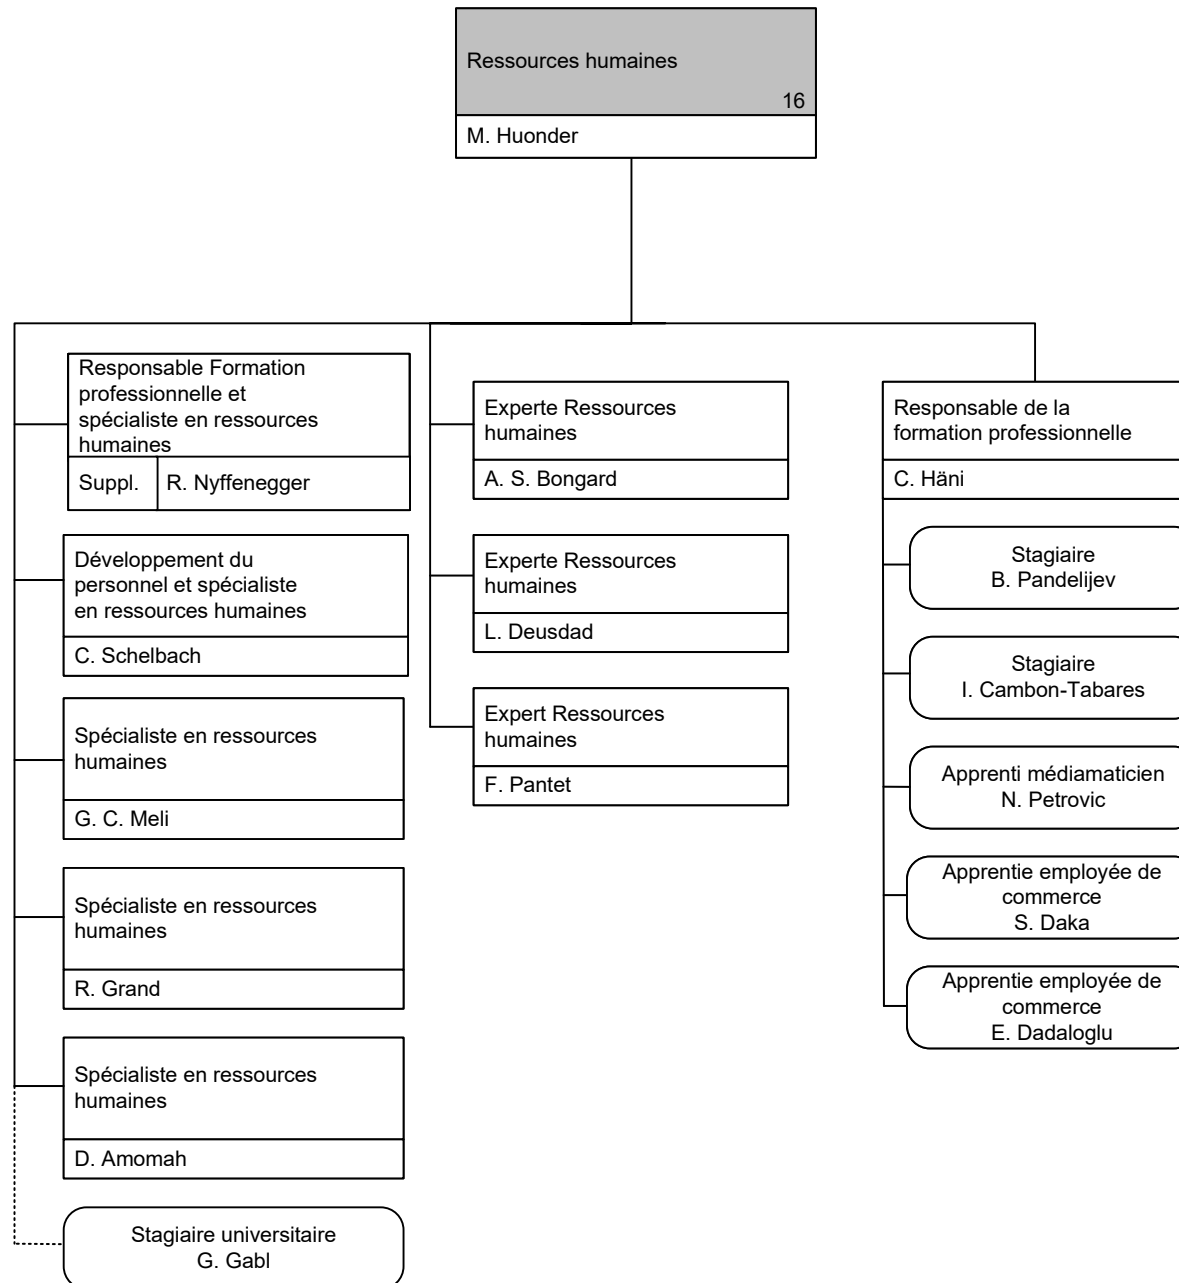 Ressources humaines
16
M. Huonder
Responsable Formation
professionnelle et
spécialiste en ressources
humaines
Suppl.
R. Nyffenegger
Développement du
personnel et spécialiste
en ressources humaines
C. Schelbach
Spécialiste en ressources
humaines
G. C. Meli
Spécialiste en ressources
humaines
R. Grand
Spécialiste en ressources
humaines
D. Amomah
Stagiaire universitaire
G. Gabl
Experte Ressources
humaines
A. S. Bongard
Experte Ressources
humaines
L. Deusdad
Expert Ressources
humaines
F. Pantet
Responsable de la
formation professionnelle
C. Häni
Stagiaire
B. Pandelijev
Stagiaire
I. Cambon-Tabares
Apprenti médiamaticien
N. Petrovic
Apprentie employée de
commerce
S. Daka
Apprentie employée de
commerce
E. Dadaloglu